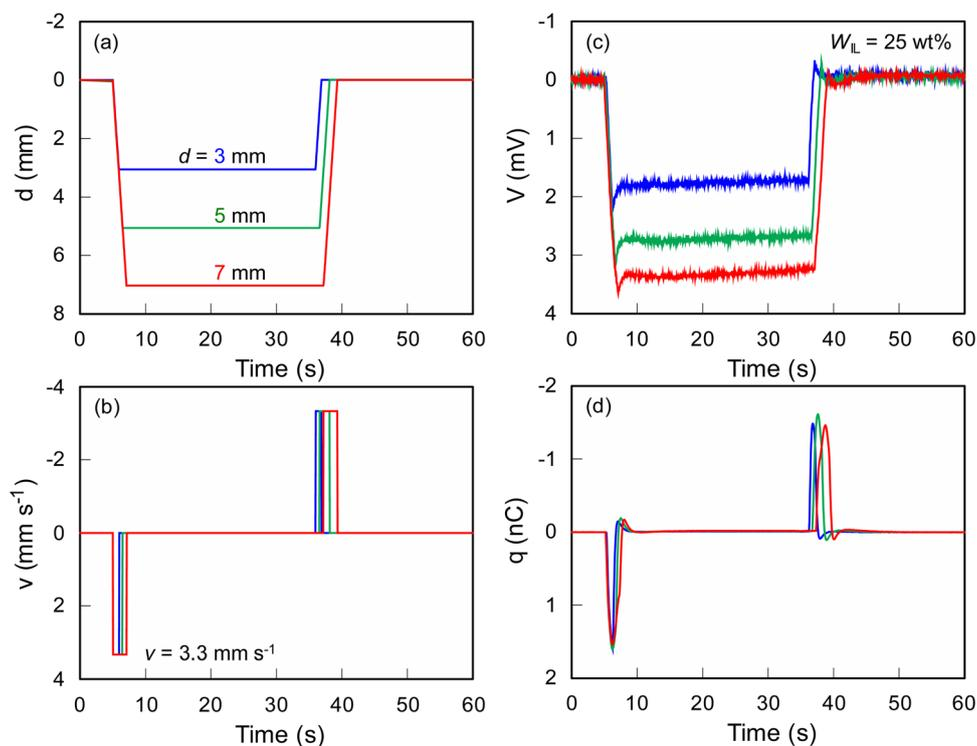 (a)
-2
0
2
4
6
8
d (mm)
d = 3 mm
5 mm
7 mm
0 10 20 30 40 50 60
Time (s)
(c)
W_IL = 25 wt%
-1
0
1
2
3
4
V (mV)
0 10 20 30 40 50 60
Time (s)
(b)
-4
-2
0
2
4
v (mm s⁻¹)
v = 3.3 mm s⁻¹
0 10 20 30 40 50 60
Time (s)
(d)
-2
-1
0
1
2
q (nC)
0 10 20 30 40 50 60
Time (s)